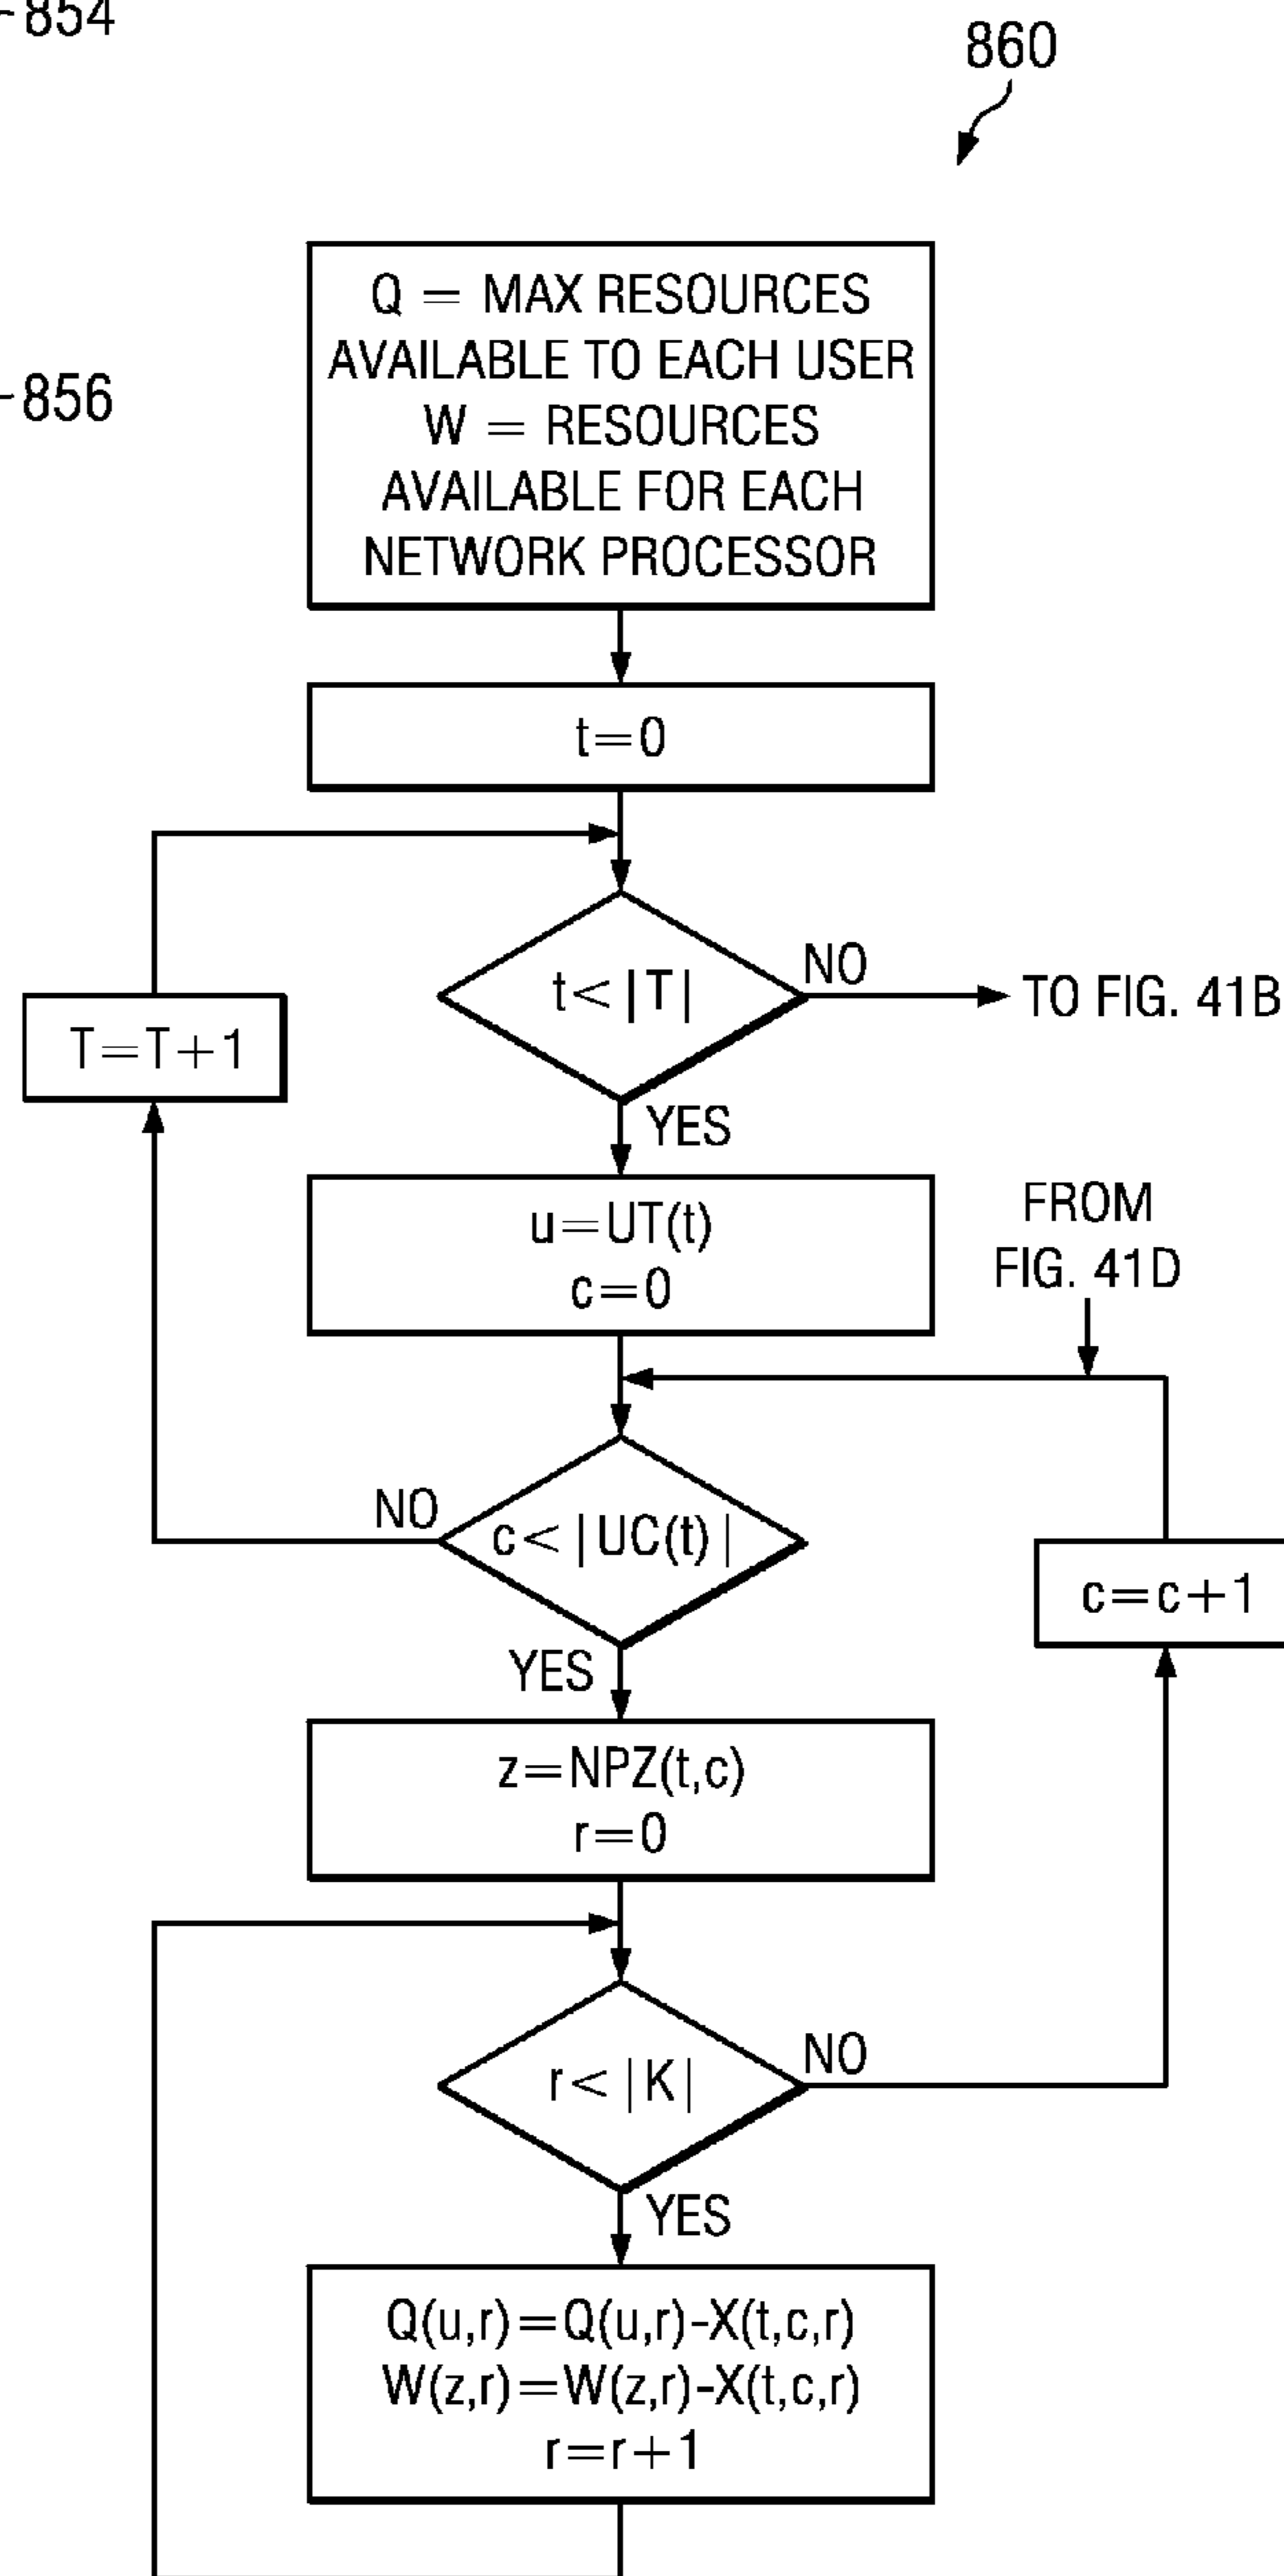 854
860
856
Q = MAX RESOURCES
AVAILABLE TO EACH USER
W = RESOURCES
AVAILABLE FOR EACH
NETWORK PROCESSOR
t=0
t<|T|
NO
TO FIG. 41B
T=T+1
YES
u=UT(t)
c=0
FROM
FIG. 41D
NO
c<|UC(t)|
c=c+1
YES
z=NPZ(t,c)
r=0
r<|K|
NO
YES
Q(u,r)=Q(u,r)-X(t,c,r)
W(z,r)=W(z,r)-X(t,c,r)
r=r+1